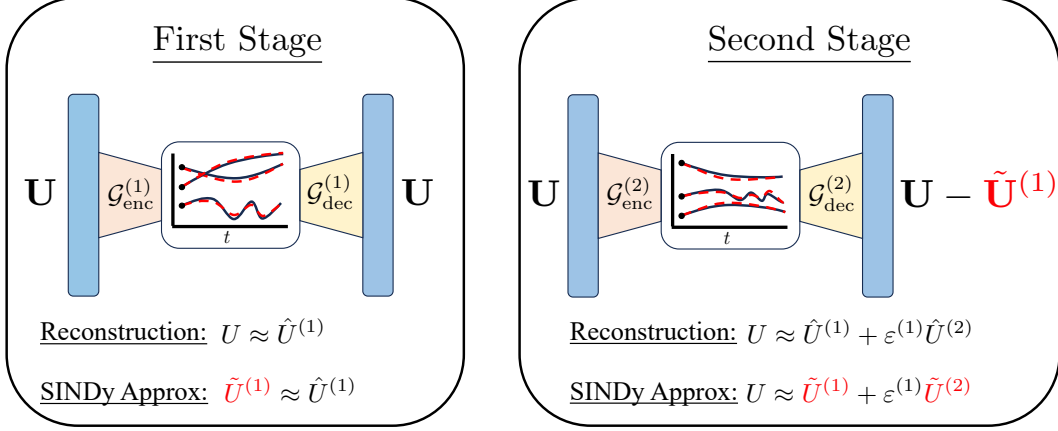 First Stage
U
𝒢_enc^(1)
t
𝒢_dec^(1)
U
Reconstruction: U ≈ Û^(1)
SINDy Approx: Ũ^(1) ≈ Û^(1)
Second Stage
U
𝒢_enc^(2)
t
𝒢_dec^(2)
U − Ũ^(1)
Reconstruction: U ≈ Û^(1) + ε^(1)Û^(2)
SINDy Approx: U ≈ Ũ^(1) + ε^(1)Ũ^(2)